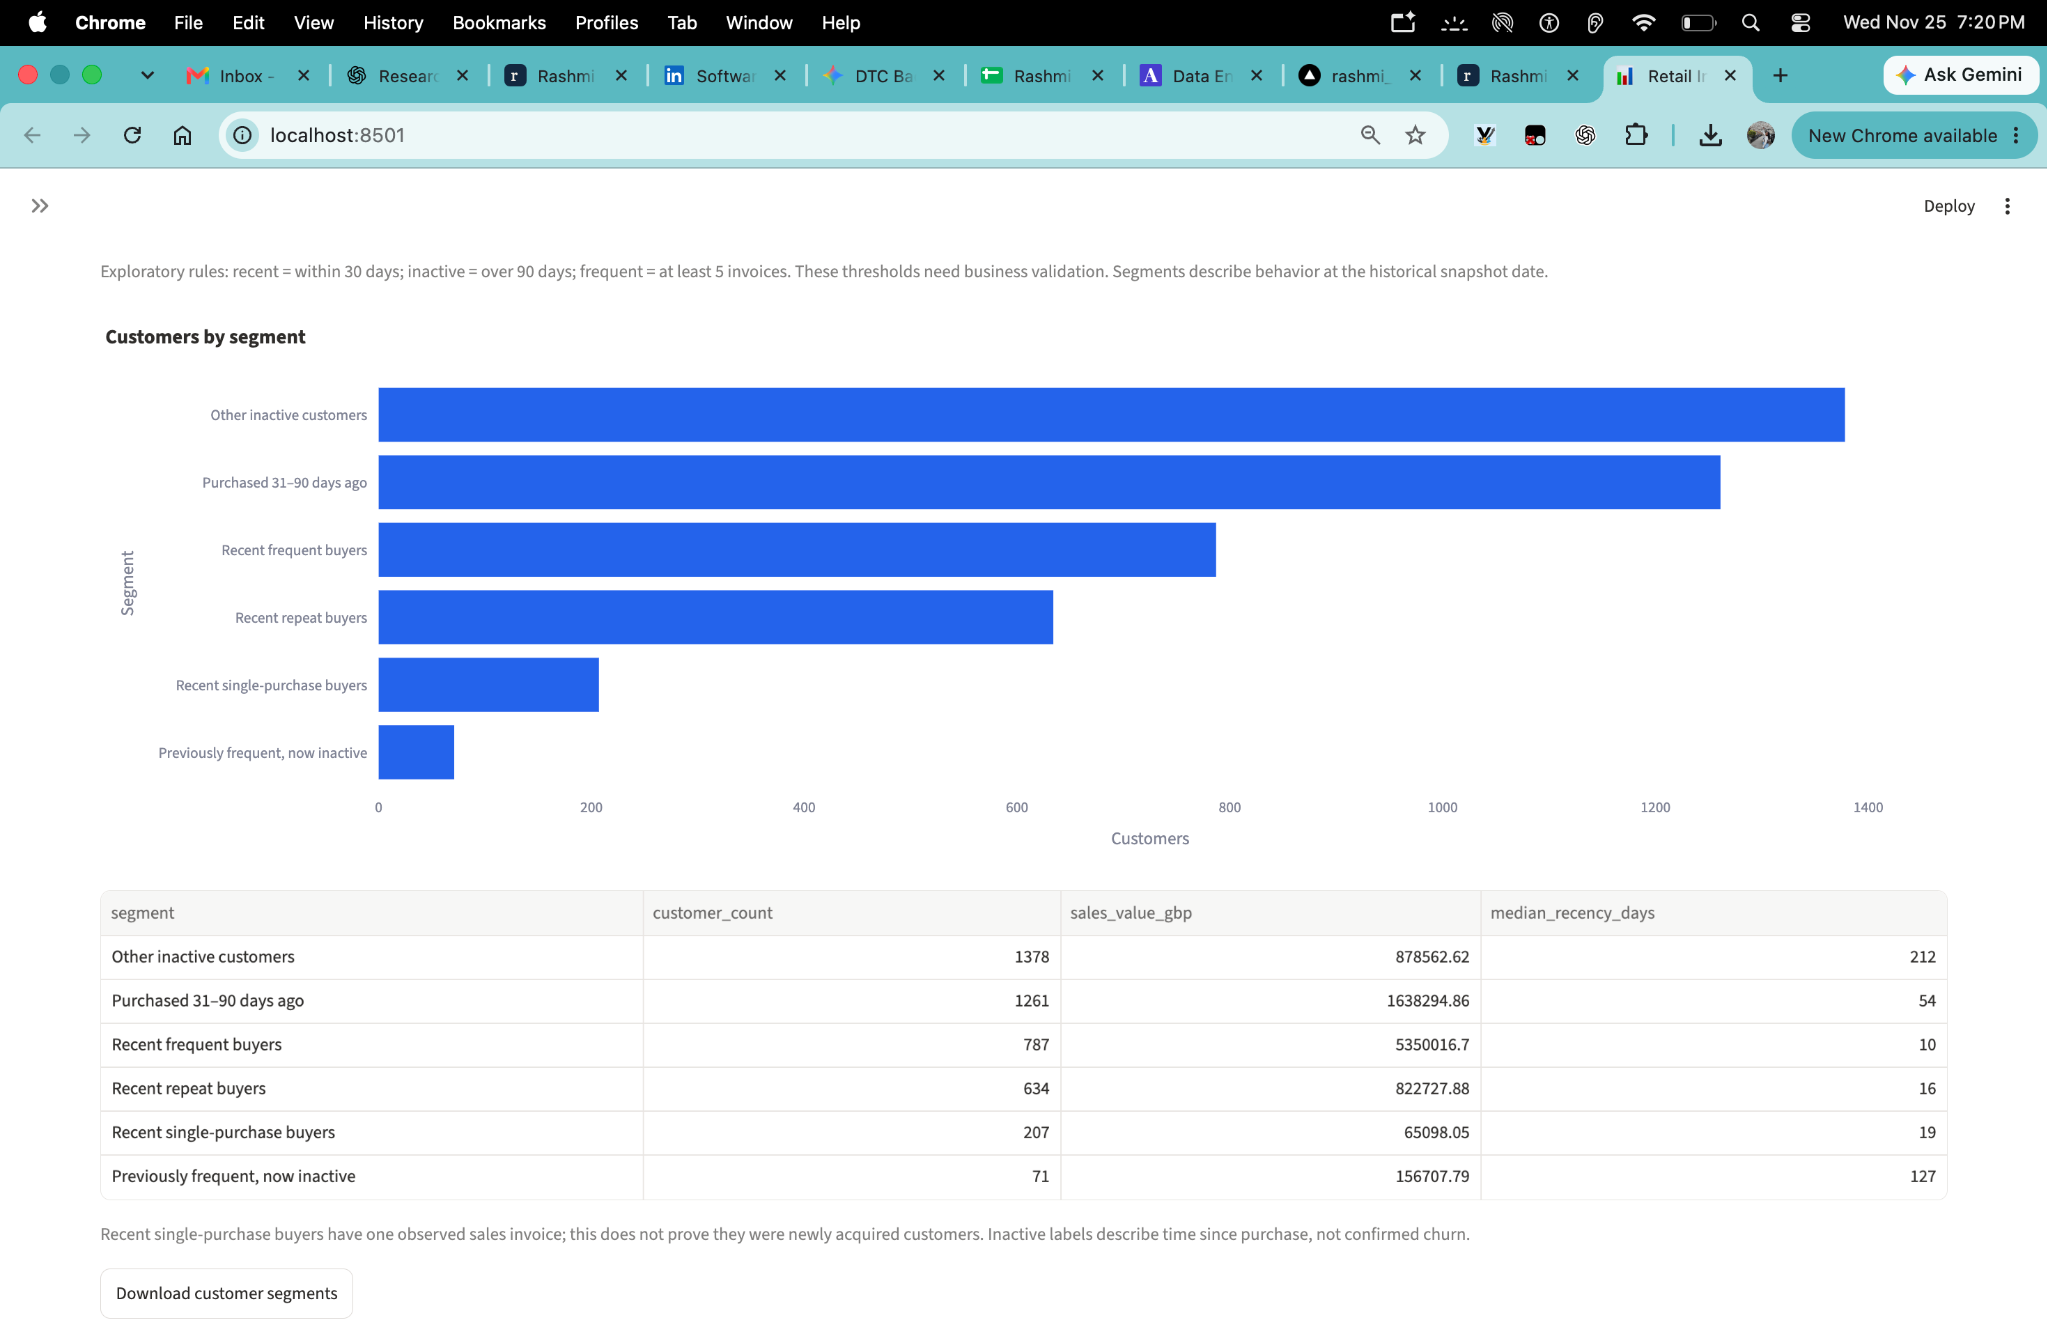 Chrome File Edit View History Bookmarks Profiles Tab Window Help Wed Nov 25 7:20 PM
Inbox - Researc Rashmi Softwar DTC Ba Rashmi Data En rashmi_ Rashmi Retail In Ask Gemini
localhost:8501 New Chrome available
Deploy
Exploratory rules: recent = within 30 days; inactive = over 90 days; frequent = at least 5 invoices. These thresholds need business validation. Segments describe behavior at the historical snapshot date.
Customers by segment
Segment
Other inactive customers
Purchased 31–90 days ago
Recent frequent buyers
Recent repeat buyers
Recent single-purchase buyers
Previously frequent, now inactive
0 200 400 600 800 1000 1200 1400
Customers
segment customer_count sales_value_gbp median_recency_days
Other inactive customers 1378 878562.62 212
Purchased 31–90 days ago 1261 1638294.86 54
Recent frequent buyers 787 5350016.7 10
Recent repeat buyers 634 822727.88 16
Recent single-purchase buyers 207 65098.05 19
Previously frequent, now inactive 71 156707.79 127
Recent single-purchase buyers have one observed sales invoice; this does not prove they were newly acquired customers. Inactive labels describe time since purchase, not confirmed churn.
Download customer segments